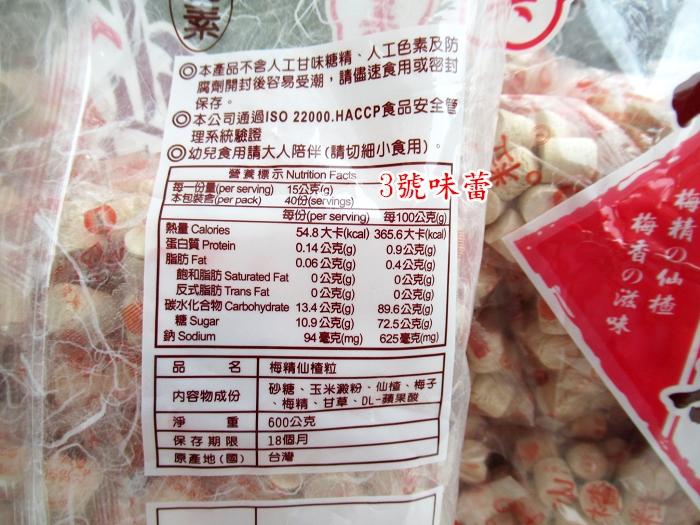 素
◎本產品不含人工甘味糖精、人工色素及防
腐劑開封後容易受潮，請儘速食用或密封
保存。
◎本公司通過ISO 22000.HACCP食品安全管
理系統驗證
◎幼兒食用請大人陪伴(請切細小食用)。
營養標示 Nutrition Facts
每一份量(per serving) 15公克(g)
本包裝含(per pack) 40份(servings)
3號味蕾
每份(per serving) 每100公克(g)
熱量 Calories 54.8 大卡(kcal) 365.6大卡(kcal)
蛋白質 Protein 0.14 公克(g) 0.9公克(g)
脂肪 Fat 0.06 公克(g) 0.4公克(g)
飽和脂肪 Saturated Fat 0公克(g) 0公克(g)
反式脂肪 Trans Fat 0公克(g) 0公克(g)
碳水化合物 Carbohydrate 13.4 公克(g) 89.6公克(g)
糖 Sugar 10.9 公克(g) 72.5公克(g)
鈉 Sodium 94 毫克(mg) 625毫克(mg)
品名 梅精仙楂粒
內容物成份 砂糖、玉米澱粉、仙楂、梅子
、梅精、甘草、DL-蘋果酸
淨重 600公克
保存期限 18個月
原產地(國) 台灣
梅精の仙楂
梅香の滋味